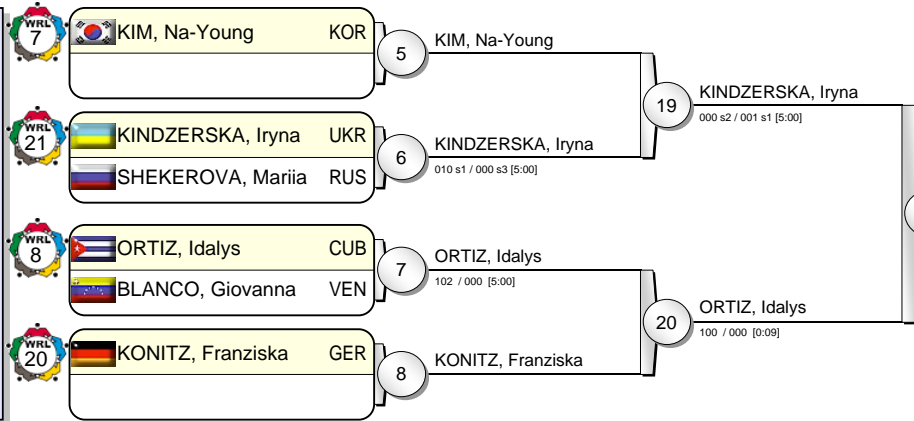 WRL
7
KIM, Na-Young KOR
5
KIM, Na-Young
19
KINDZERSKA, Iryna
000 s2 / 001 s1 [5:00]
WRL
21
KINDZERSKA, Iryna UKR
SHEKEROVA, Mariia RUS
6
KINDZERSKA, Iryna
010 s1 / 000 s3 [5:00]
WRL
8
ORTIZ, Idalys CUB
BLANCO, Giovanna VEN
7
ORTIZ, Idalys
102 / 000 [5:00]
20
ORTIZ, Idalys
100 / 000 [0:09]
WRL
20
KONITZ, Franziska GER
8
KONITZ, Franziska